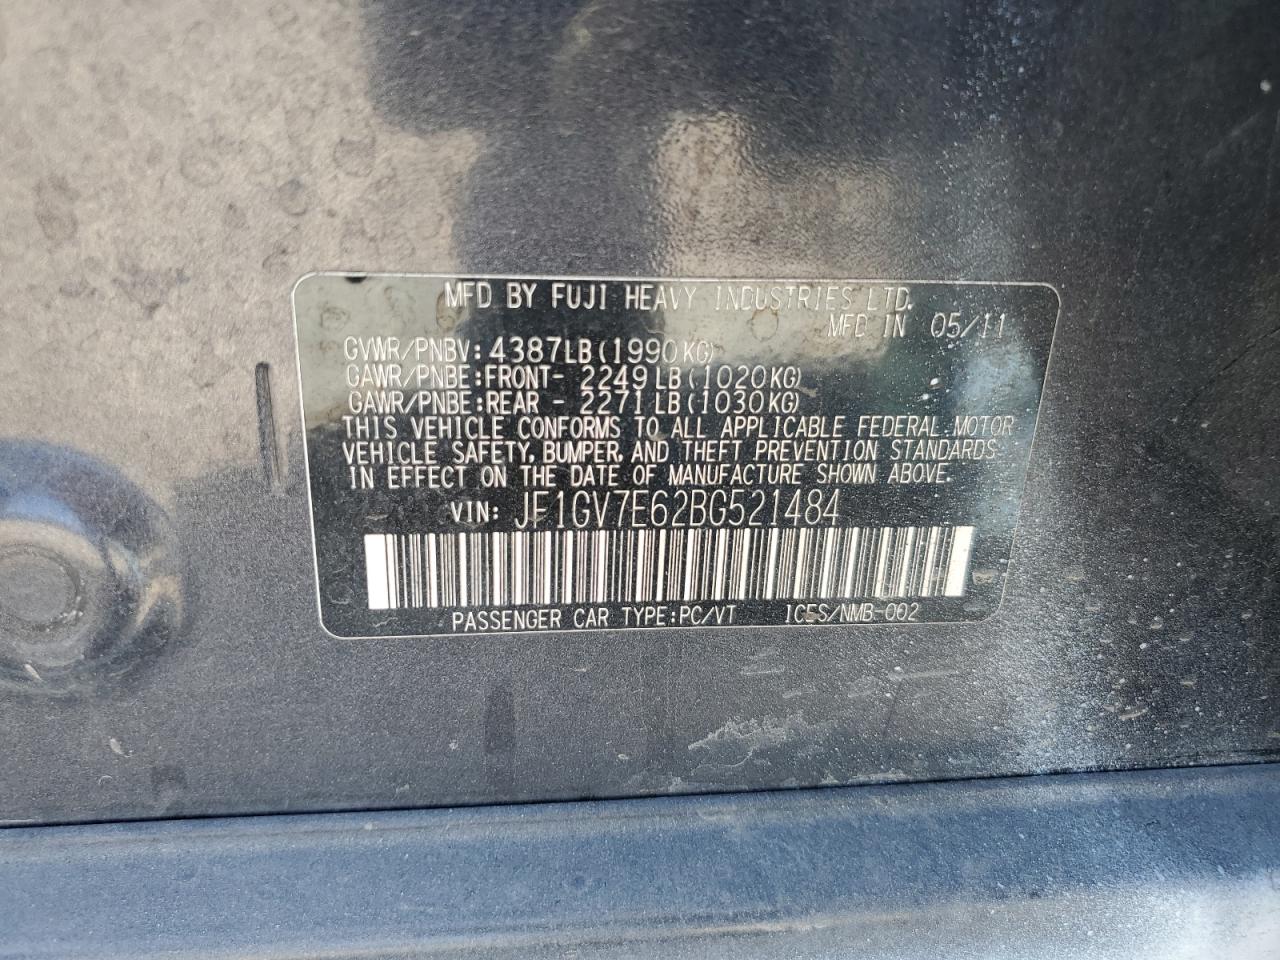 MFD BY FUJI HEAVY INDUSTRIES LTD.
MFD IN 05/11
GVWR/PNBV: 4387LB(1990KG)
GAWR/PNBE:FRONT- 2249LB(1020KG)
GAWR/PNBE:REAR - 2271LB(1030KG)
THIS VEHICLE CONFORMS TO ALL APPLICABLE FEDERAL MOTOR
VEHICLE SAFETY, BUMPER, AND THEFT PREVENTION STANDARDS
IN EFFECT ON THE DATE OF MANUFACTURE SHOWN ABOVE.
VIN: JF1GV7E62BG521484
PASSENGER CAR TYPE:PC/VT ICES/NMB-002